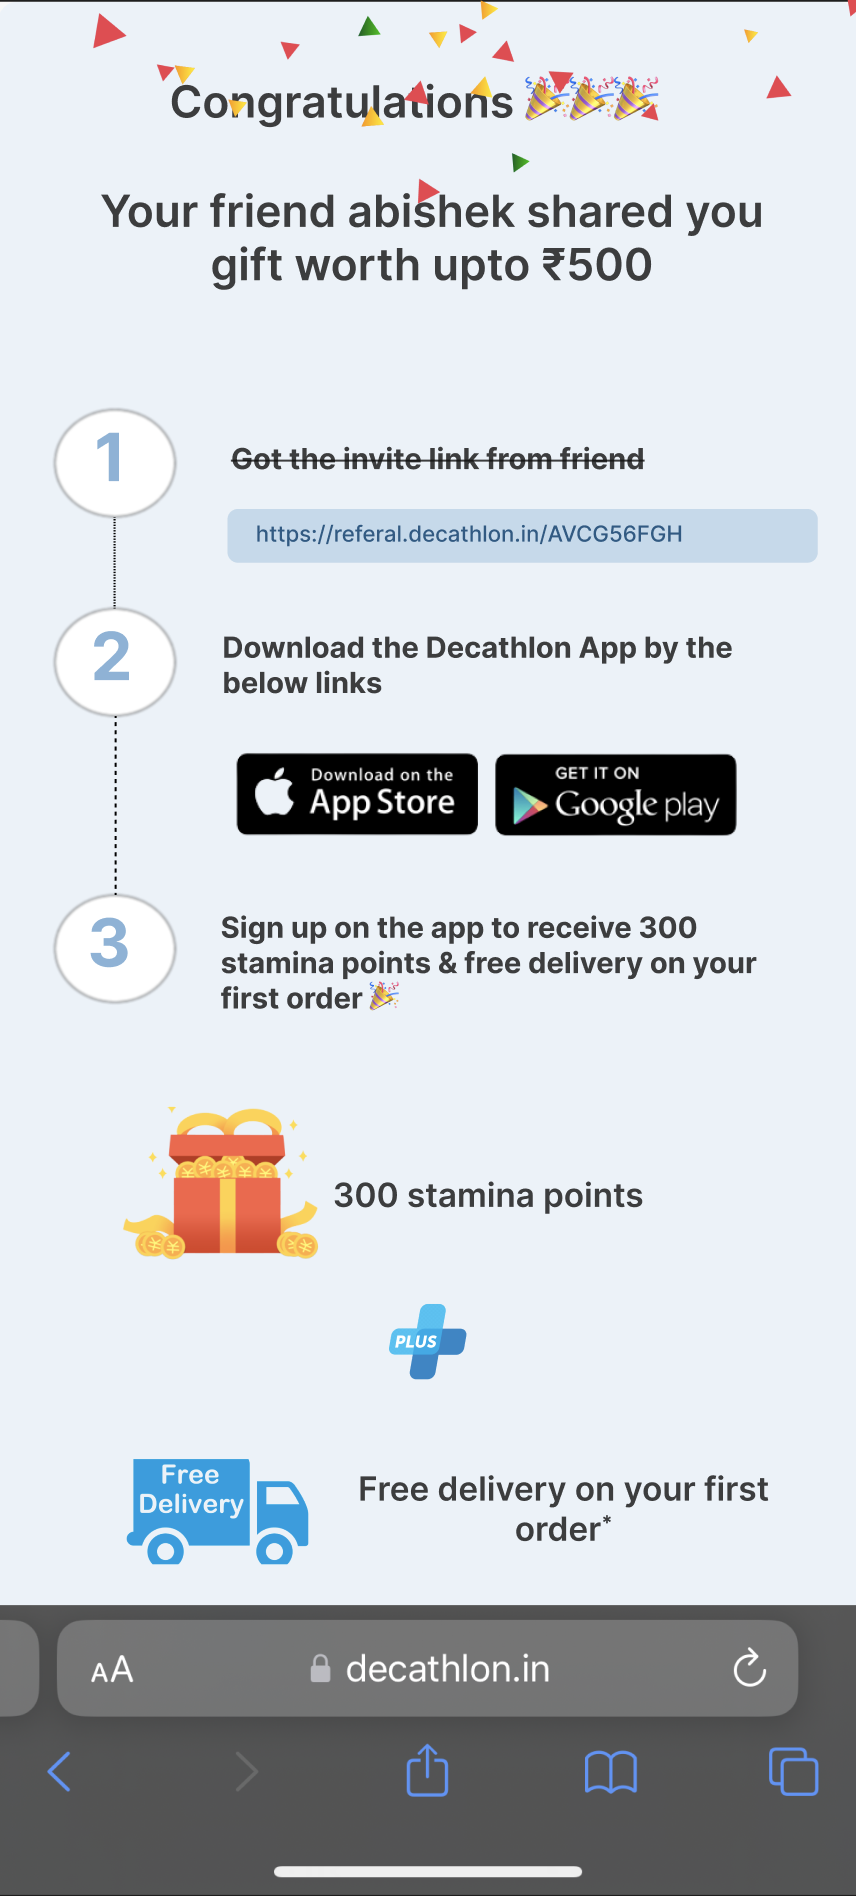 Congratulations 🎉🎉🎉
Your friend abishek shared you
gift worth upto ₹500
1
Got the invite link from friend
https://referal.decathlon.in/AVCG56FGH
2
Download the Decathlon App by the
below links
Download on the
App Store
GET IT ON
Google play
3
Sign up on the app to receive 300
stamina points & free delivery on your
first order 🎉
300 stamina points
PLUS
Free
Delivery
Free delivery on your first
order*
AA
decathlon.in